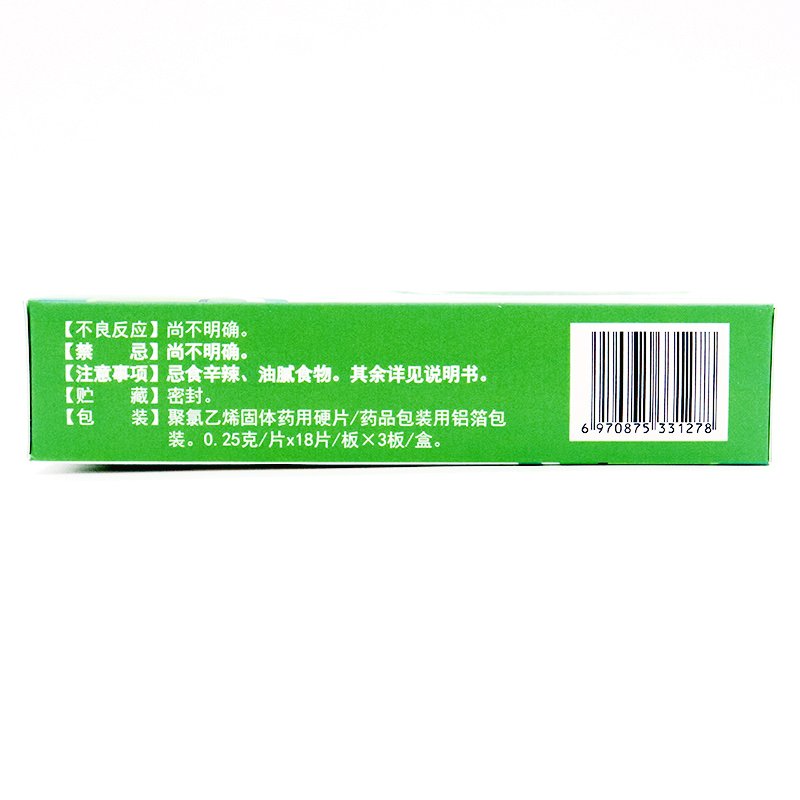 【不良反应】尚不明确。
【禁 忌】尚不明确。
【注意事项】忌食辛辣、油腻食物。其余详见说明书。
【贮 藏】密封。
【包 装】聚氯乙烯固体药用硬片/药品包装用铝箔包
装。0.25克/片x18片/板×3板/盒。
6 970875 331278